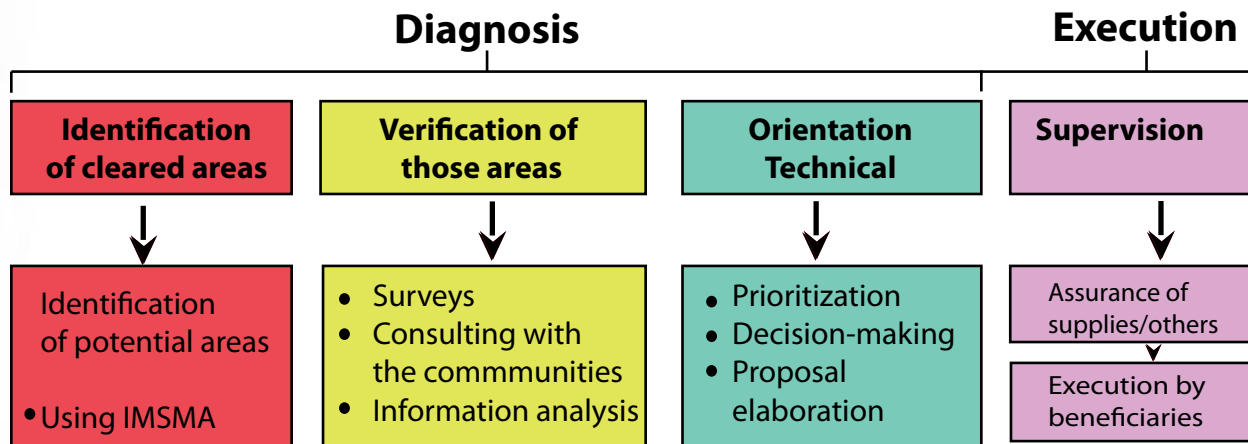 Diagnosis
Execution
Identification
of cleared areas
Verification of
those areas
Orientation
Technical
Supervision
Identification
of potential areas
• Using IMSMA
• Surveys
• Consulting with
the commmunities
• Information analysis
• Prioritization
• Decision-making
• Proposal
elaboration
Assurance of
supplies/others
Execution by
beneficiaries